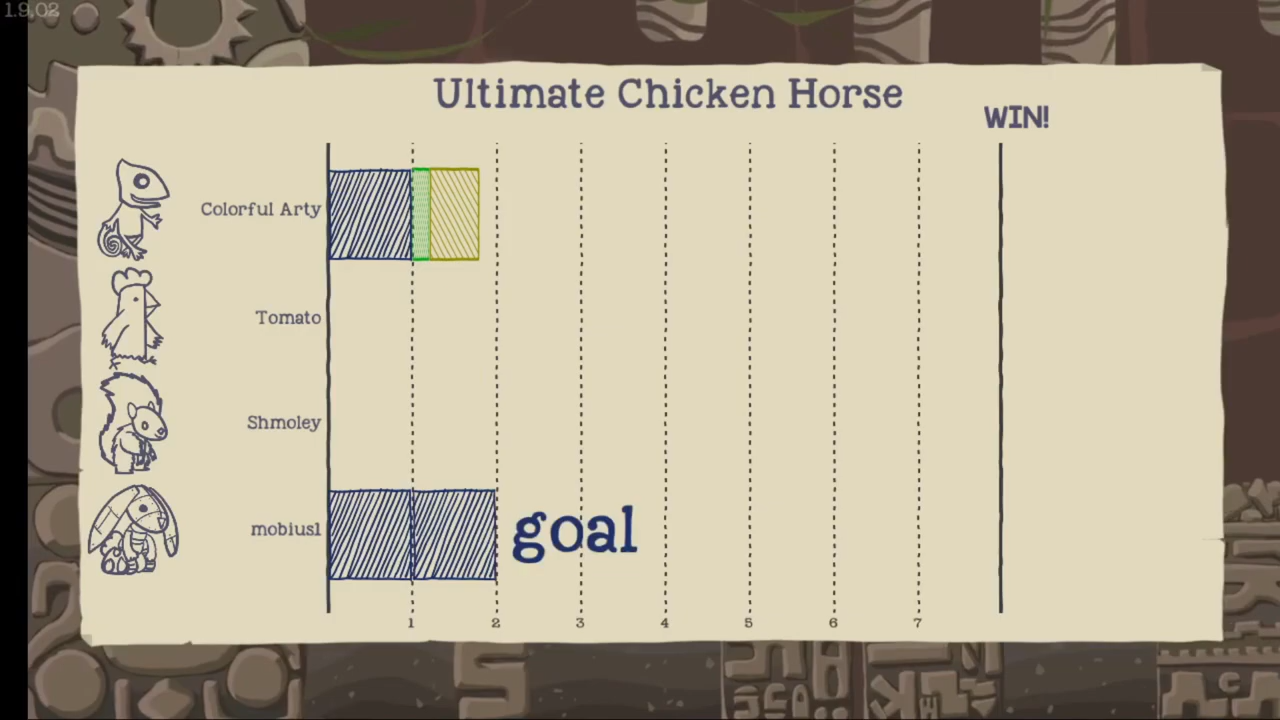 1.9.02
Ultimate Chicken Horse
WIN!
Colorful Arty
Tomato
Shmoley
mobius1
goal
1 2 3 4 5 6 7